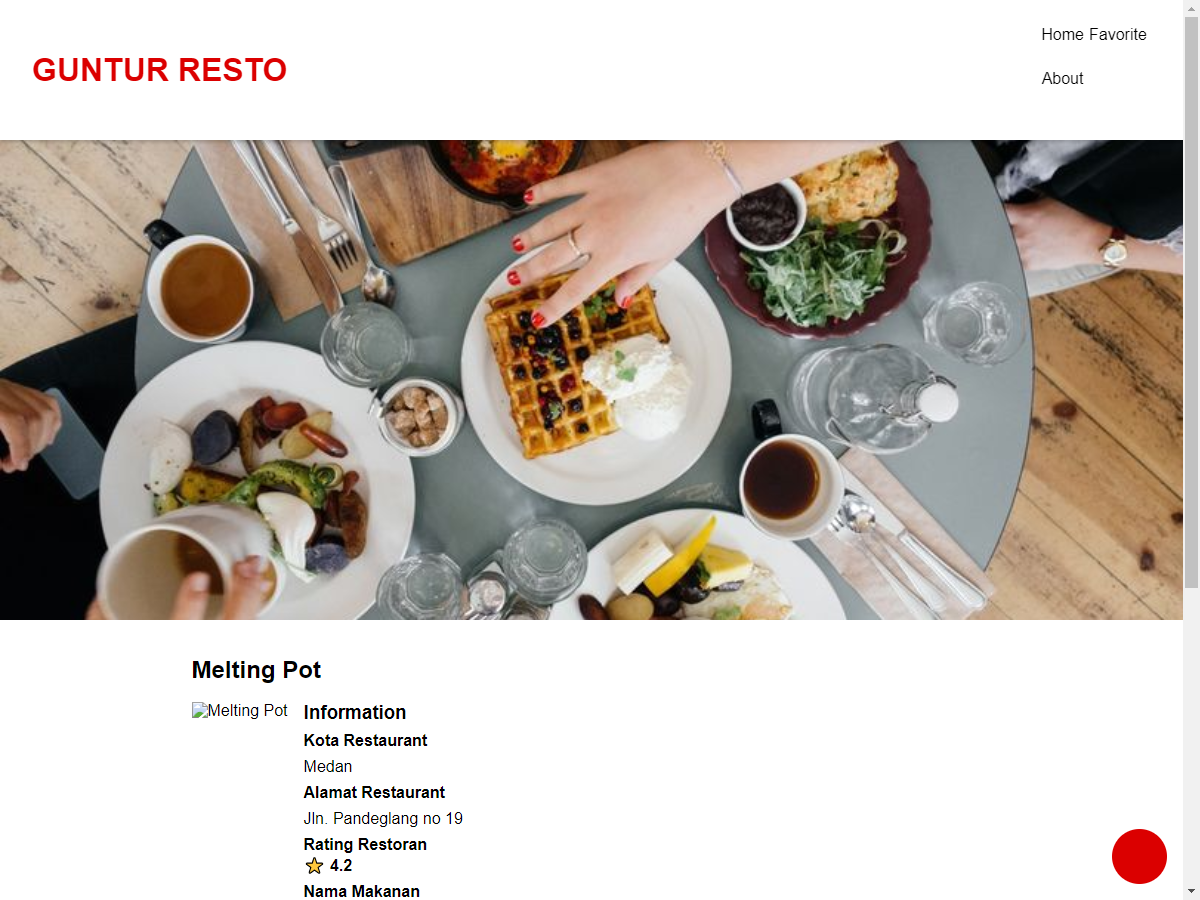 GUNTUR RESTO
Home Favorite
About
Melting Pot
Melting Pot
Information
Kota Restaurant
Medan
Alamat Restaurant
Jln. Pandeglang no 19
Rating Restoran
4.2
Nama Makanan